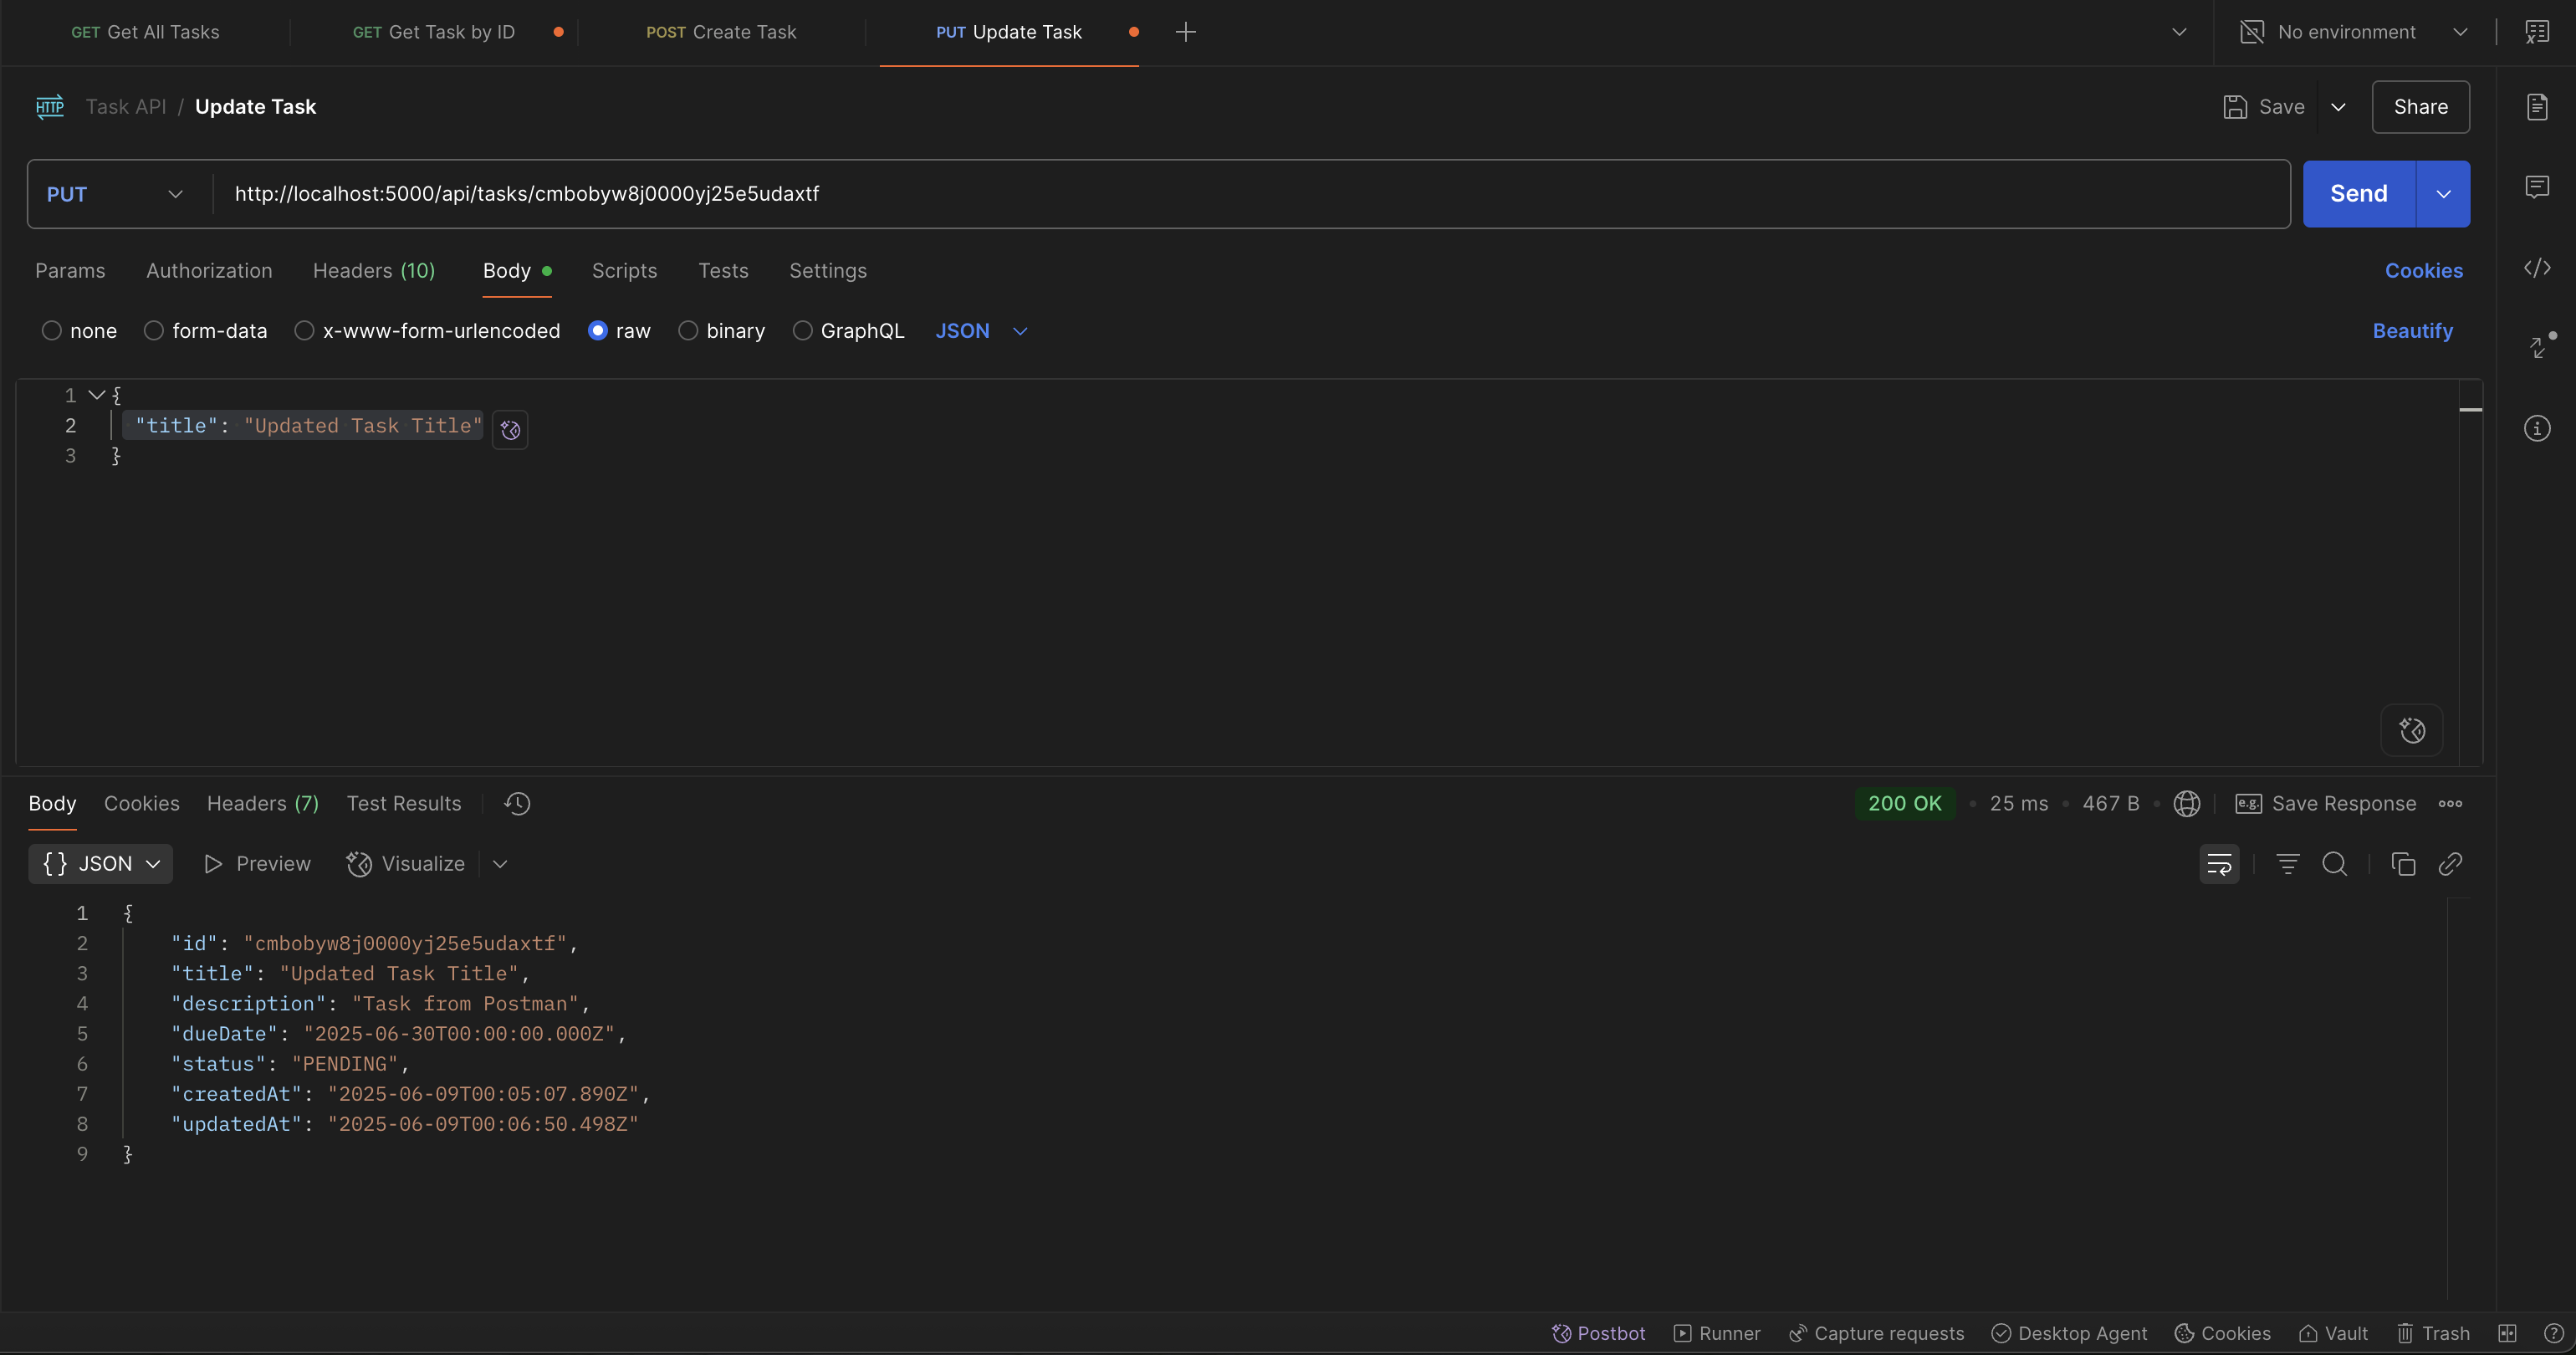 GET Get All Tasks GET Get Task by ID POST Create Task PUT Update Task No environment
HTTP Task API / Update Task Save Share
PUT http://localhost:5000/api/tasks/cmbobyw8j0000yj25e5udaxtf Send
Params Authorization Headers (10) Body Scripts Tests Settings Cookies
none form-data x-www-form-urlencoded raw binary GraphQL JSON Beautify
1 {
2 "title": "Updated Task Title"
3 }
Body Cookies Headers (7) Test Results 200 OK 25 ms 467 B e.g. Save Response
{} JSON Preview Visualize
1 {
2 "id": "cmbobyw8j0000yj25e5udaxtf",
3 "title": "Updated Task Title",
4 "description": "Task from Postman",
5 "dueDate": "2025-06-30T00:00:00.000Z",
6 "status": "PENDING",
7 "createdAt": "2025-06-09T00:05:07.890Z",
8 "updatedAt": "2025-06-09T00:06:50.498Z"
9 }
Postbot Runner Capture requests Desktop Agent Cookies Vault Trash